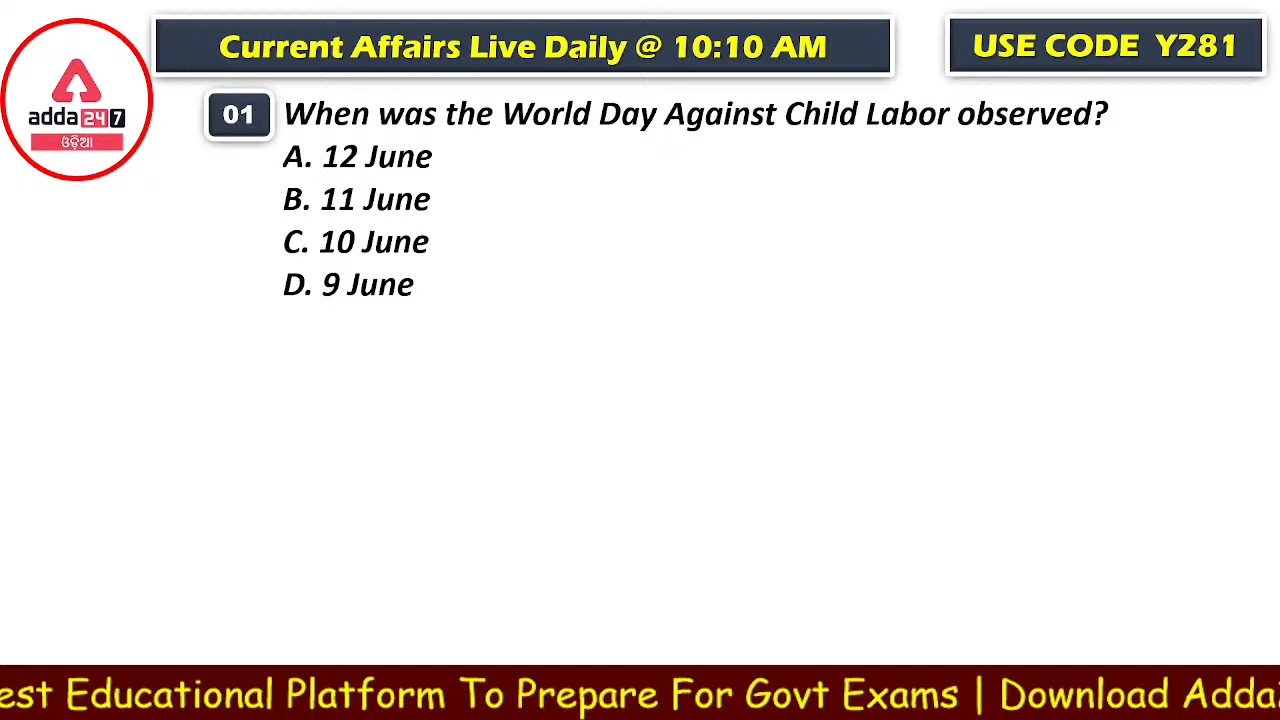 Current Affairs Live Daily @ 10:10 AM
USE CODE Y281
adda 24 7
ଓଡ଼ିଆ
01 When was the World Day Against Child Labor observed?
A. 12 June
B. 11 June
C. 10 June
D. 9 June
est Educational Platform To Prepare For Govt Exams | Download Adda